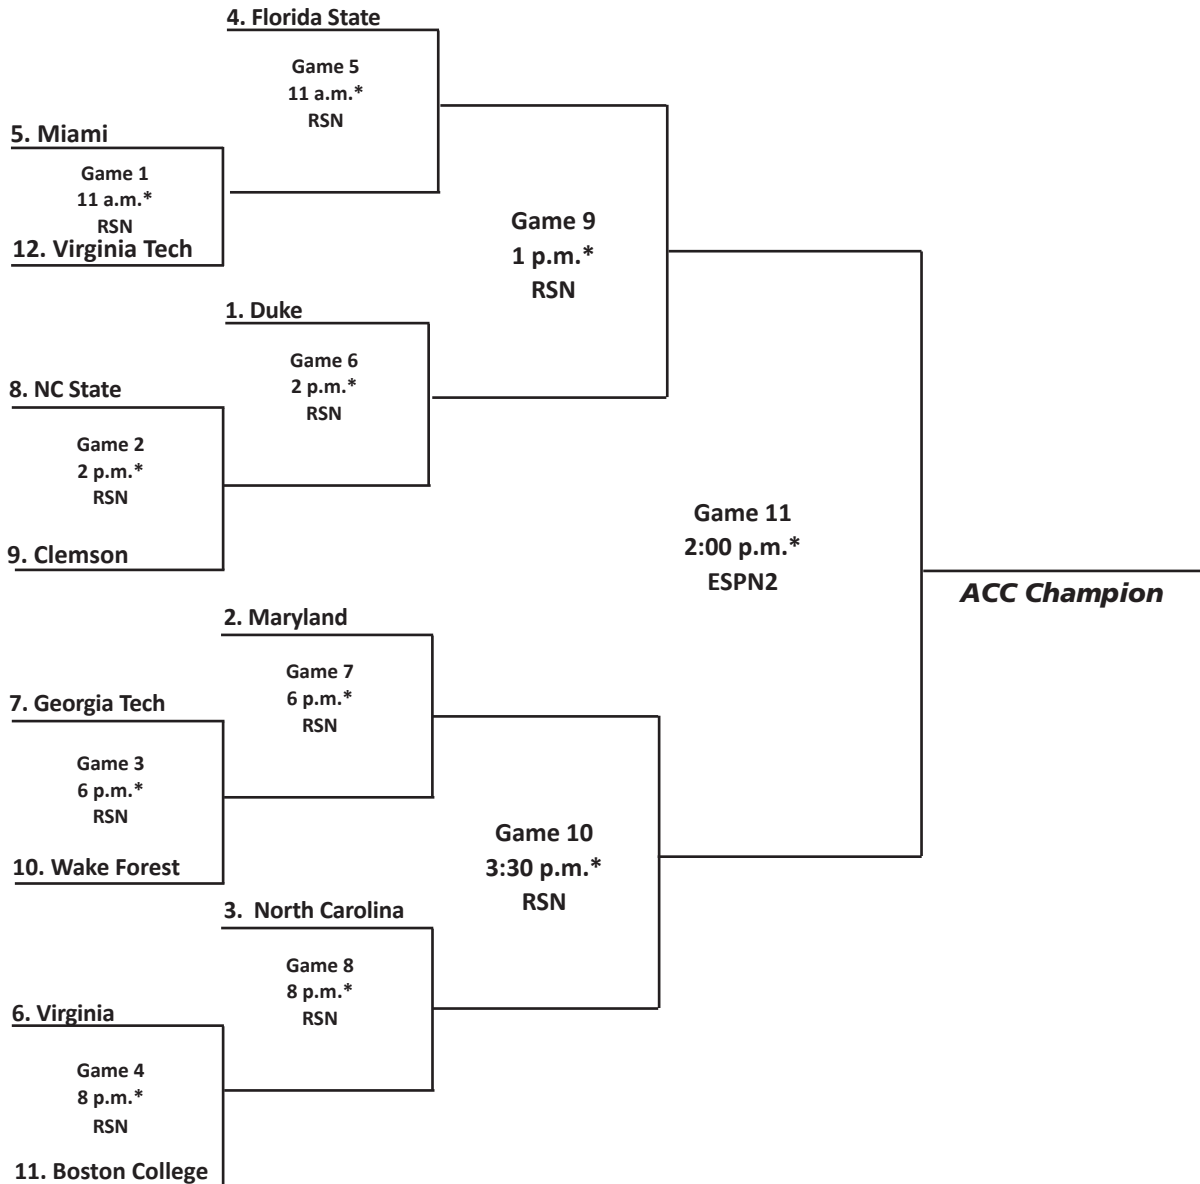 4. Florida State
Game 5
11 a.m.*
RSN
5. Miami
Game 1
11 a.m.*
RSN
12. Virginia Tech
Game 9
1 p.m.*
RSN
1. Duke
Game 6
2 p.m.*
RSN
8. NC State
Game 2
2 p.m.*
RSN
9. Clemson
Game 11
2:00 p.m.*
ESPN2
ACC Champion
2. Maryland
Game 7
6 p.m.*
RSN
7. Georgia Tech
Game 3
6 p.m.*
RSN
10. Wake Forest
Game 10
3:30 p.m.*
RSN
3. North Carolina
Game 8
8 p.m.*
RSN
6. Virginia
Game 4
8 p.m.*
RSN
11. Boston College